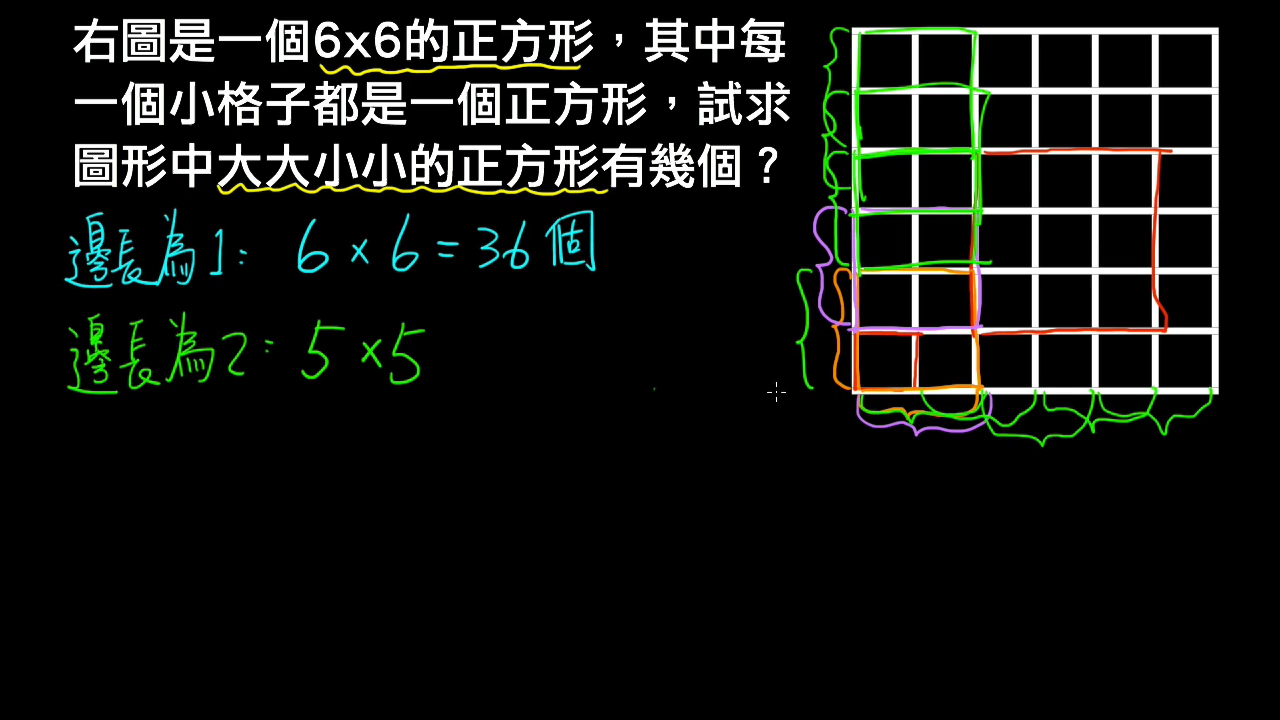 右圖是一個6x6的正方形，其中每
一個小格子都是一個正方形，試求
圖形中大大小小的正方形有幾個？
邊長為1: 6 × 6 = 36 個
邊長為2: 5 × 5